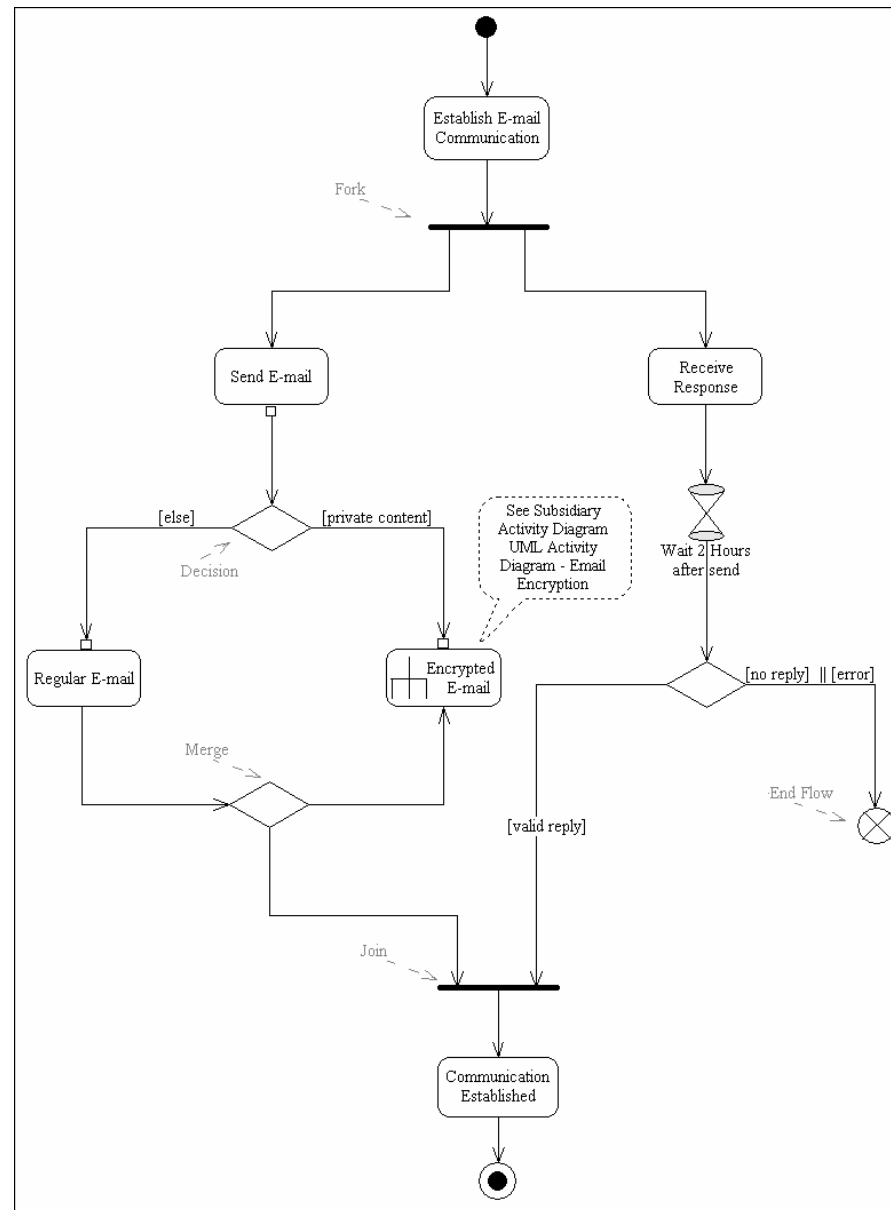 Establish E-mail
Communication
Fork
Send E-mail
Receive
Response
[else]
[private content]
See Subsidiary
Activity Diagram
UML Activity
Diagram - Email
Encryption
Wait 2 Hours
after send
Decision
Regular E-mail
Encrypted
E-mail
[no reply] || [error]
Merge
End Flow
[valid reply]
Join
Communication
Established